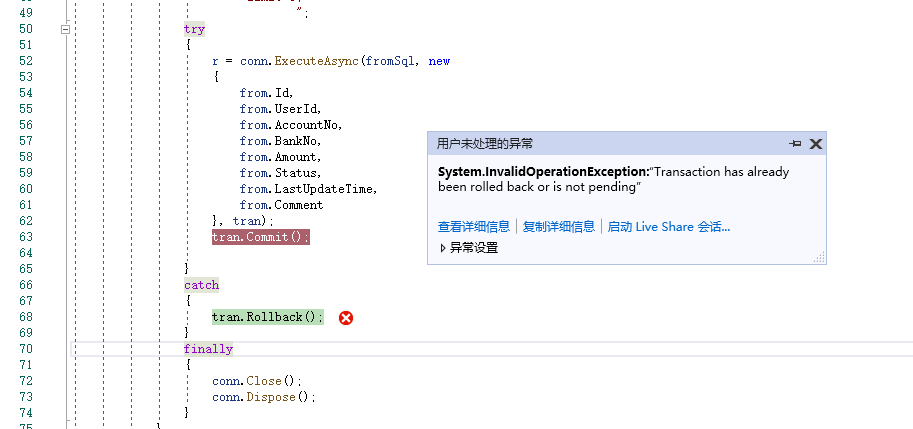 49 ";
50 try
51 {
52 r = conn.ExecuteAsync(fromSql, new
53 {
54 from.Id,
55 from.UserId,
56 from.AccountNo,
57 from.BankNo,
58 from.Amount,
59 from.Status,
60 from.LastUpdateTime,
61 from.Comment
62 }, tran);
63 tran.Commit();
64
65 }
66 catch
67 {
68 tran.Rollback();
69 }
70 finally
71 {
72 conn.Close();
73 conn.Dispose();
74 }
75 }
用户未处理的异常
System.InvalidOperationException:“Transaction has already
been rolled back or is not pending”
查看详细信息 | 复制详细信息 | 启动 Live Share 会话...
异常设置